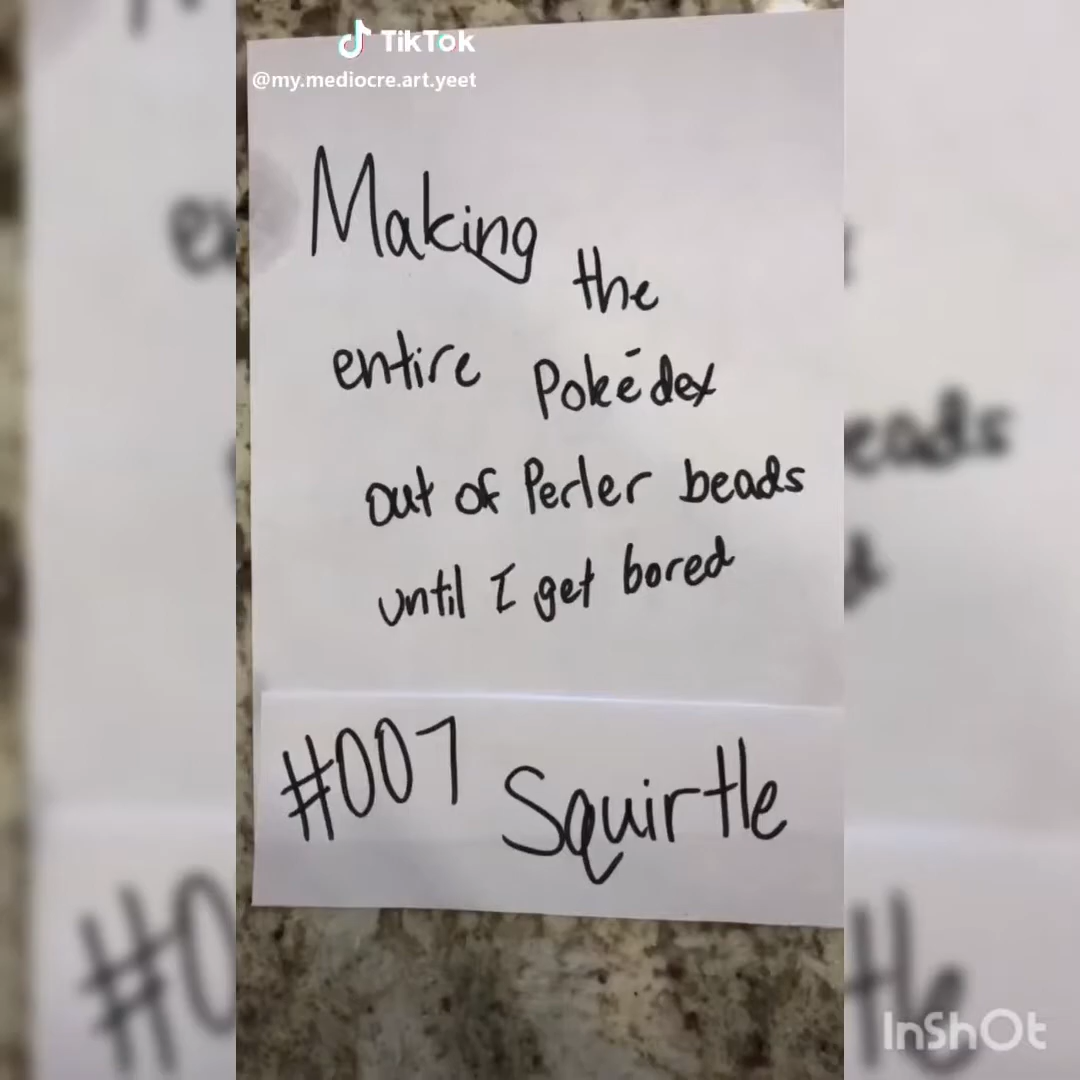 TikTok
@my.mediocre.art.yeet
Making
the
entire Pokédex
out of Perler beads
until I get bored
#007 Squirtle
InShOt